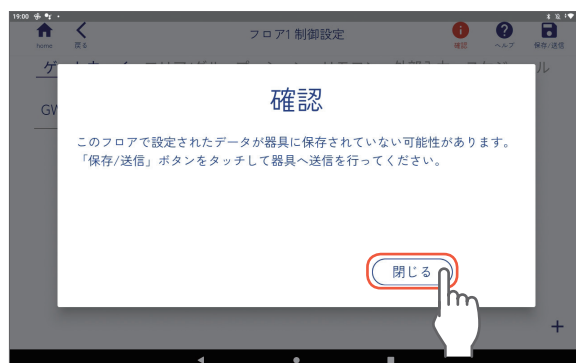 19:00
フロア1 制御設定
home
戻る
確認
ヘルプ
保存/送信
確認
このフロアで設定されたデータが器具に保存されていない可能性があります。
「保存/送信」ボタンをタッチして器具へ送信を行ってください。
閉じる